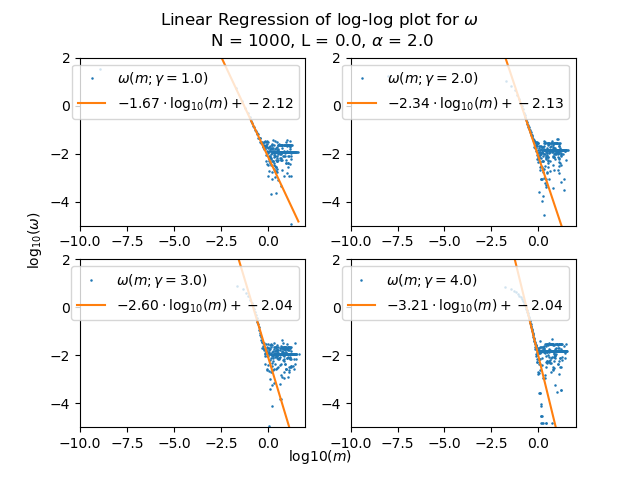 Linear Regression of log-log plot for ω
N = 1000, L = 0.0, α = 2.0
2
0
−2
−4
ω(m; γ = 1.0)
−1.67 · log₁₀(m) + −2.12
−10.0 −7.5 −5.0 −2.5 0.0
2
0
−2
−4
ω(m; γ = 2.0)
−2.34 · log₁₀(m) + −2.13
−10.0 −7.5 −5.0 −2.5 0.0
log₁₀(ω)
2
0
−2
−4
ω(m; γ = 3.0)
−2.60 · log₁₀(m) + −2.04
−10.0 −7.5 −5.0 −2.5 0.0
2
0
−2
−4
ω(m; γ = 4.0)
−3.21 · log₁₀(m) + −2.04
−10.0 −7.5 −5.0 −2.5 0.0
log10(m)